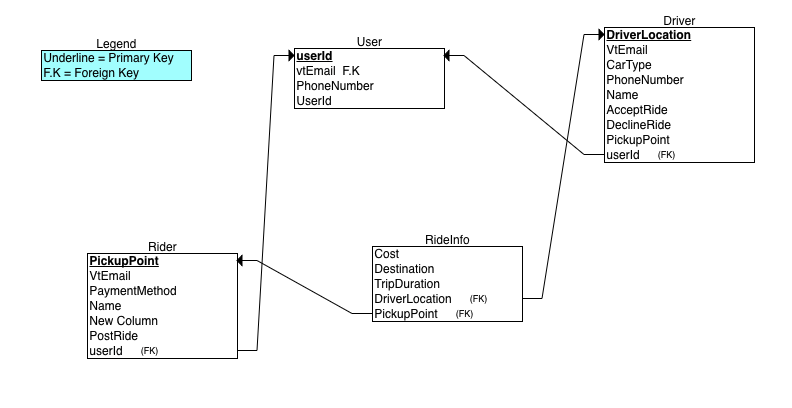 Legend
Underline = Primary Key
F.K = Foreign Key
User
userId
vtEmail F.K
PhoneNumber
UserId
Driver
DriverLocation
VtEmail
CarType
PhoneNumber
Name
AcceptRide
DeclineRide
PickupPoint
userId (FK)
Rider
PickupPoint
VtEmail
PaymentMethod
Name
New Column
PostRide
userId (FK)
RideInfo
Cost
Destination
TripDuration
DriverLocation (FK)
PickupPoint (FK)